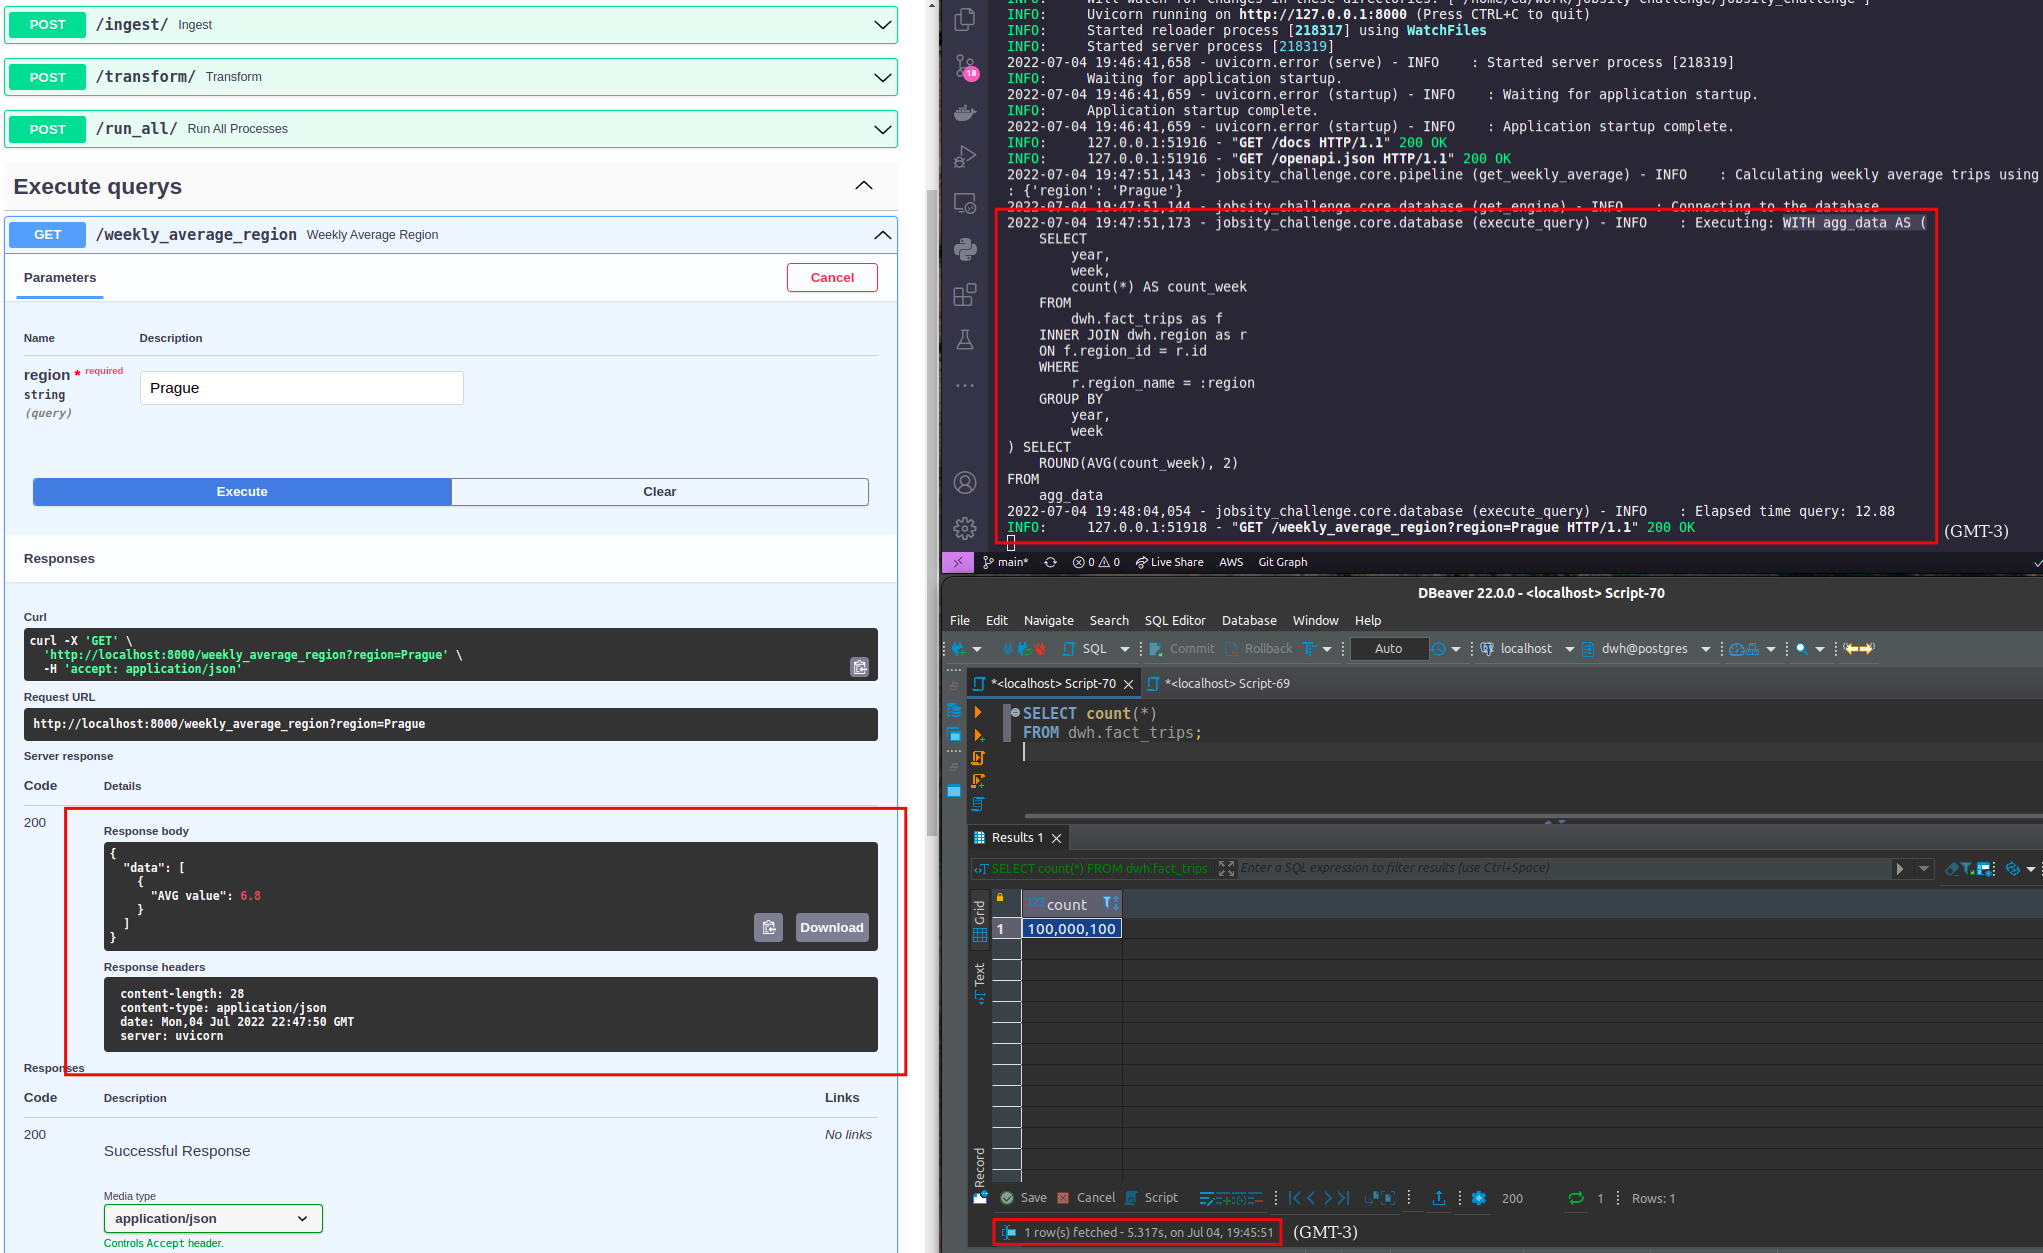 POST /ingest/ Ingest
POST /transform/ Transform
POST /run_all/ Run All Processes
Execute querys
GET /weekly_average_region Weekly Average Region
Parameters
Cancel
Name Description
region * required
string
(query)
Prague
Execute Clear
Responses
Curl
curl -X 'GET' \
'http://localhost:8000/weekly_average_region?region=Prague' \
-H 'accept: application/json'
Request URL
http://localhost:8000/weekly_average_region?region=Prague
Server response
Code Details
200
Response body
{
"data": [
{
"AVG value": 6.8
}
]
}
Download
Response headers
content-length: 28
content-type: application/json
date: Mon,04 Jul 2022 22:47:50 GMT
server: uvicorn
Responses
Code Description Links
200
Successful Response
No links
Media type
application/json
Controls Accept header.
18
INFO: Uvicorn running on http://127.0.0.1:8000 (Press CTRL+C to quit)
INFO: Started reloader process [218317] using WatchFiles
INFO: Started server process [218319]
2022-07-04 19:46:41,658 - uvicorn.error (serve) - INFO : Started server process [218319]
INFO: Waiting for application startup.
2022-07-04 19:46:41,659 - uvicorn.error (startup) - INFO : Waiting for application startup.
INFO: Application startup complete.
2022-07-04 19:46:41,659 - uvicorn.error (startup) - INFO : Application startup complete.
INFO: 127.0.0.1:51916 - "GET /docs HTTP/1.1" 200 OK
INFO: 127.0.0.1:51916 - "GET /openapi.json HTTP/1.1" 200 OK
2022-07-04 19:47:51,143 - jobsity_challenge.core.pipeline (get_weekly_average) - INFO : Calculating weekly average trips using
: {'region': 'Prague'}
2022-07-04 19:47:51,144 - jobsity_challenge.core.database (get_engine) - INFO : Connecting to the database
2022-07-04 19:47:51,173 - jobsity_challenge.core.database (execute_query) - INFO : Executing: WITH agg_data AS (
SELECT
year,
week,
count(*) AS count_week
FROM
dwh.fact_trips as f
INNER JOIN dwh.region as r
ON f.region_id = r.id
WHERE
r.region_name = :region
GROUP BY
year,
week
) SELECT
ROUND(AVG(count_week), 2)
FROM
agg_data
2022-07-04 19:48:04,054 - jobsity_challenge.core.database (execute_query) - INFO : Elapsed time query: 12.88
INFO: 127.0.0.1:51918 - "GET /weekly_average_region?region=Prague HTTP/1.1" 200 OK
(GMT-3)
main* 0 0 Live Share AWS Git Graph
DBeaver 22.0.0 - <localhost> Script-70
File Edit Navigate Search SQL Editor Database Window Help
SQL Commit Rollback Auto localhost dwh@postgres
*<localhost> Script-70 *<localhost> Script-69
SELECT count(*)
FROM dwh.fact_trips;
Results 1
SELECT count(*) FROM dwh.fact_trips Enter a SQL expression to filter results (use Ctrl+Space)
Grid
Text
Record
123 count
1 100,000,100
Save Cancel Script 200 1 Rows: 1
1 row(s) fetched - 5.317s, on Jul 04, 19:45:51
(GMT-3)